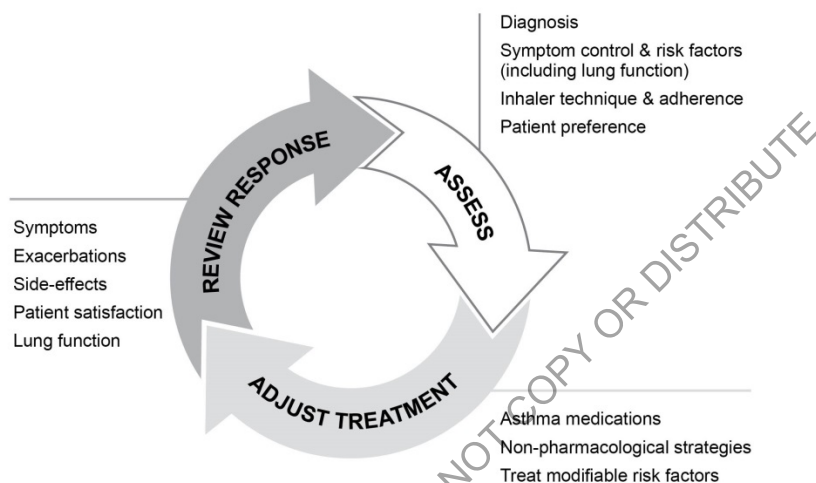 Diagnosis
Symptom control & risk factors
(including lung function)
Inhaler technique & adherence
Patient preference
REVIEW RESPONSE
ASSESS
Symptoms
Exacerbations
Side-effects
Patient satisfaction
Lung function
ADJUST TREATMENT
Asthma medications
Non-pharmacological strategies
Treat modifiable risk factors
NOT COPY OR DISTRIBUTE